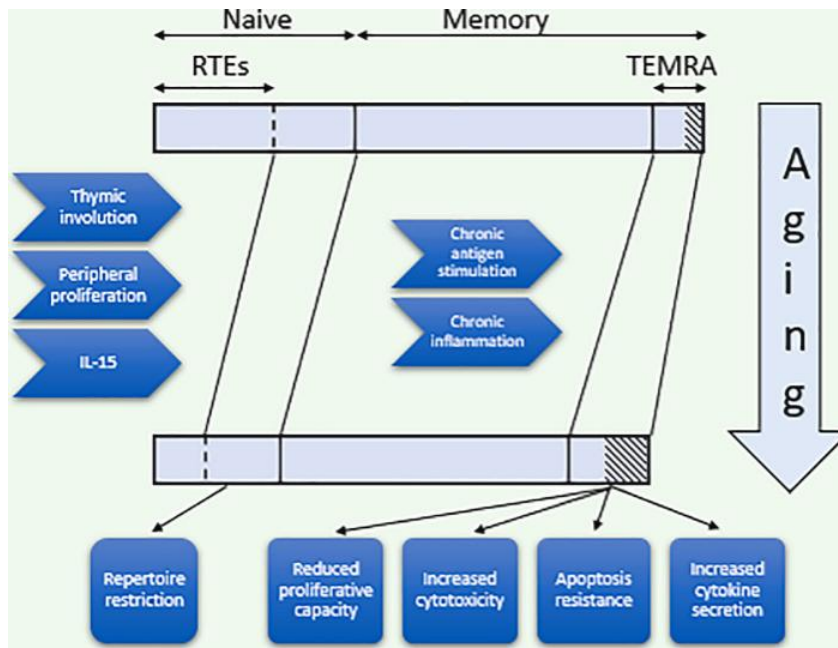 Naive Memory
RTEs TEMRA
Thymic
involution
Peripheral
proliferation
IL-15
Chronic
antigen
stimulation
Chronic
inflammation
Aging
Repertoire
restriction
Reduced
proliferative
capacity
Increased
cytotoxicity
Apoptosis
resistance
Increased
cytokine
secretion